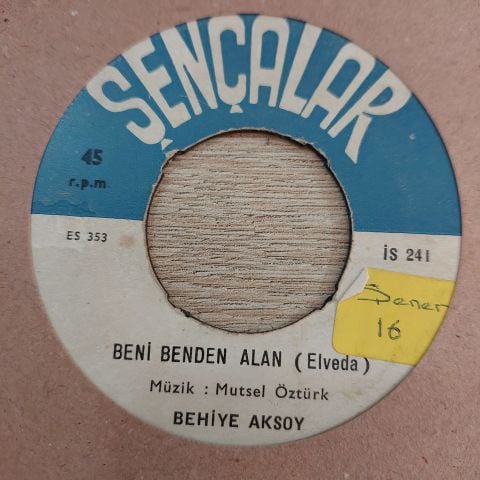 ŞENÇALAR
45
r.p.m
ES 353
İS 241
Şener
16
BENİ BENDEN ALAN (Elveda)
Müzik : Mutsel Öztürk
BEHİYE AKSOY